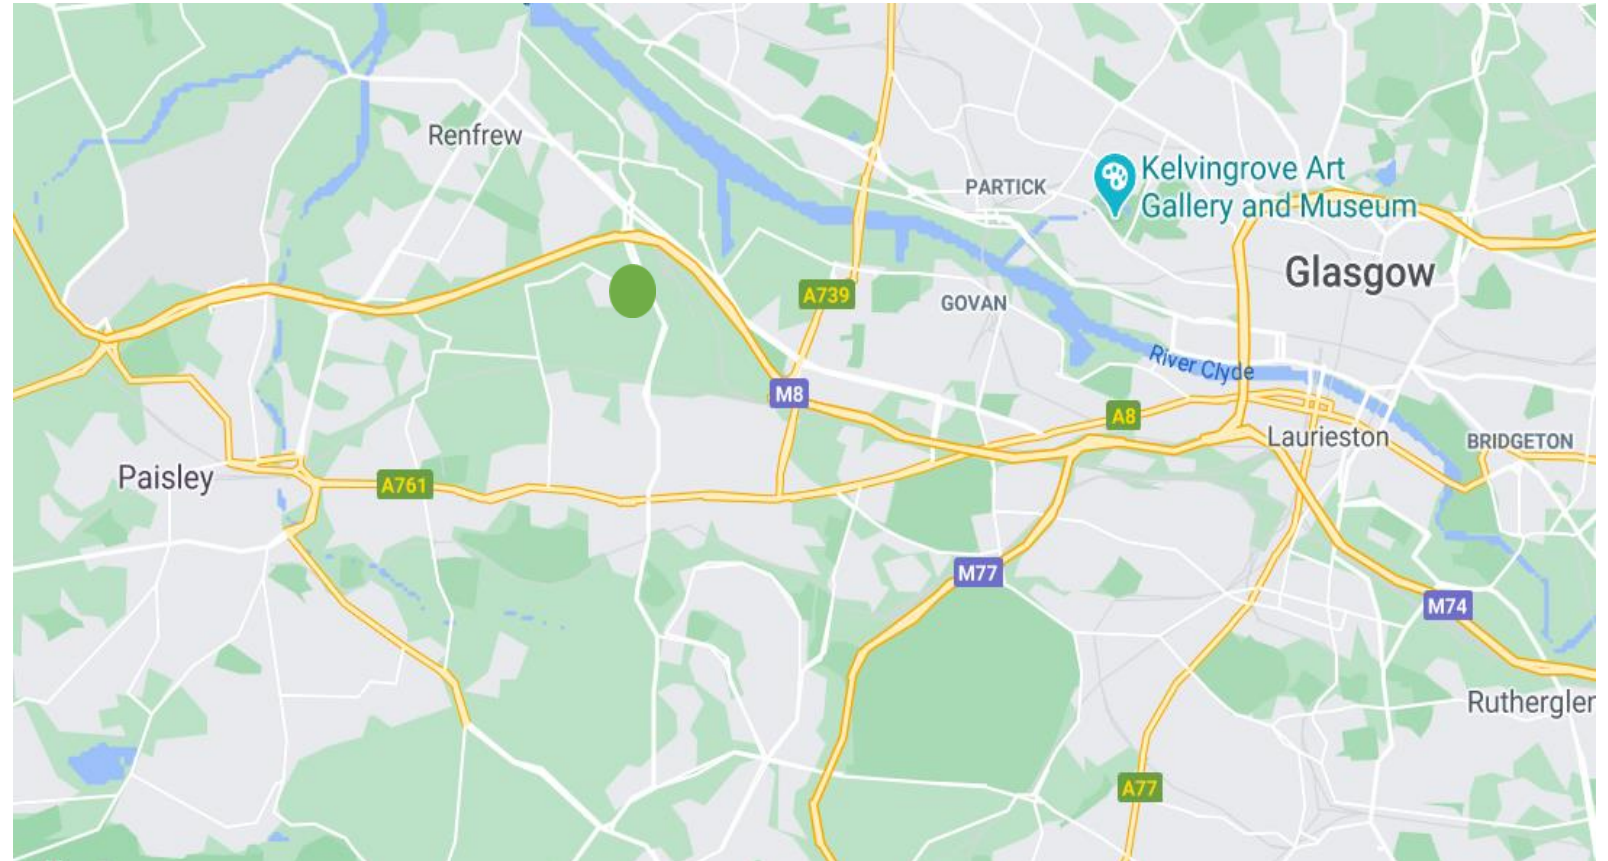 Renfrew
PARTICK
Kelvingrove Art
Gallery and Museum
Glasgow
A739
GOVAN
River Clyde
M8
A8
Laurieston
BRIDGETON
Paisley
A761
M77
M74
Rutherglen
A77